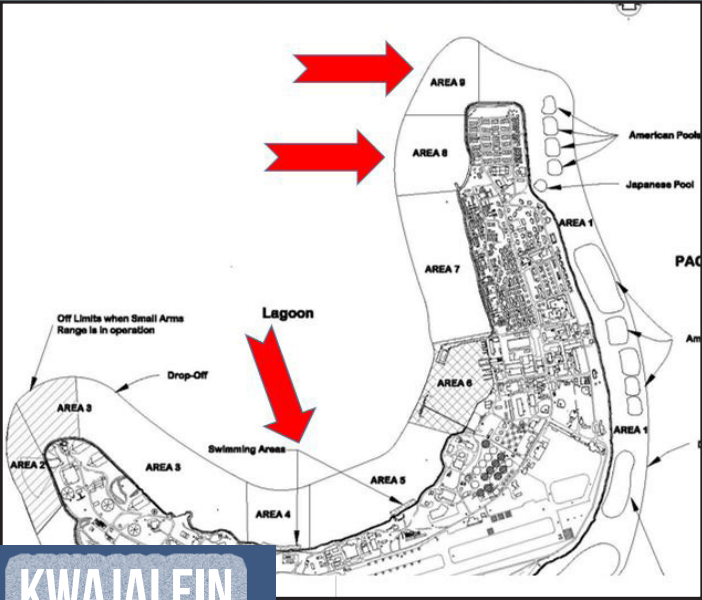 AREA 9
American Pools
AREA 8
Japanese Pool
AREA 1
PAC
AREA 7
Lagoon
Off Limits when Small Arms
Range is in operation
Am
Drop-Off
AREA 6
AREA 3
AREA 1
Swimming Areas
AREA 2
AREA 3
AREA 5
AREA 4
KWAJALEIN